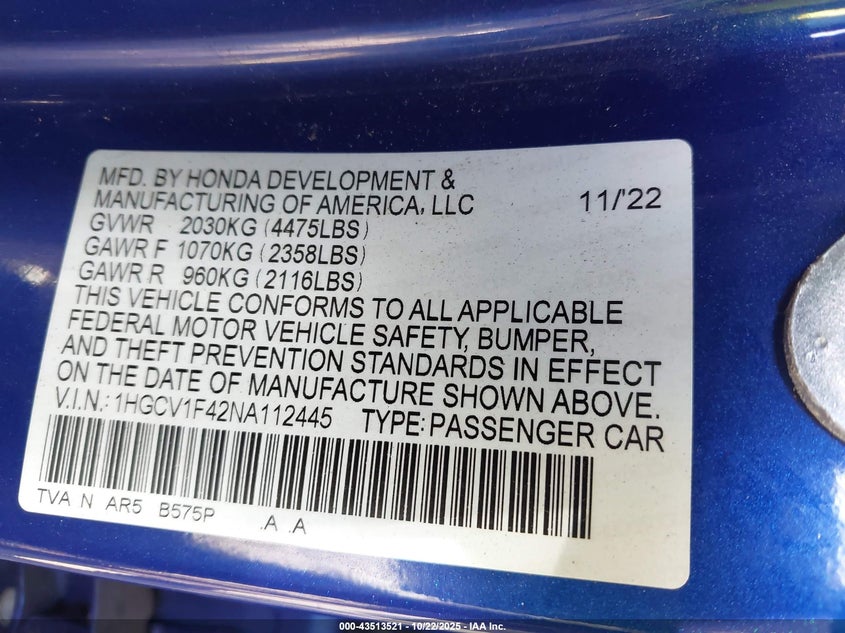 MFD. BY HONDA DEVELOPMENT &
MANUFACTURING OF AMERICA, LLC 11/'22
GVWR 2030KG (4475LBS)
GAWR F 1070KG (2358LBS)
GAWR R 960KG (2116LBS)
THIS VEHICLE CONFORMS TO ALL APPLICABLE
FEDERAL MOTOR VEHICLE SAFETY, BUMPER,
AND THEFT PREVENTION STANDARDS IN EFFECT
ON THE DATE OF MANUFACTURE SHOWN ABOVE.
V.I.N.: 1HGCV1F42NA112445 TYPE: PASSENGER CAR
TVA N AR5 B575P .A .A
000-43513521 - 10/22/2025 - IAA Inc.